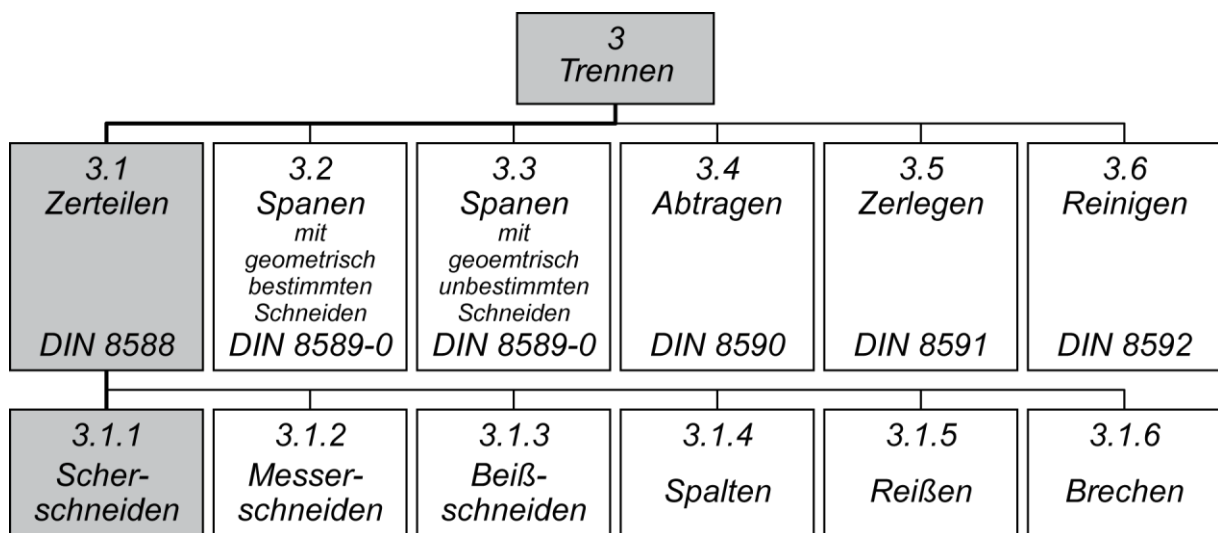 3
Trennen
3.1
Zerteilen
DIN 8588
3.2
Spanen
mit
geometrisch
bestimmten
Schneiden
DIN 8589-0
3.3
Spanen
mit
geoemtrisch
unbestimmten
Schneiden
DIN 8589-0
3.4
Abtragen
DIN 8590
3.5
Zerlegen
DIN 8591
3.6
Reinigen
DIN 8592
3.1.1
Scher-
schneiden
3.1.2
Messer-
schneiden
3.1.3
Beiß-
schneiden
3.1.4
Spalten
3.1.5
Reißen
3.1.6
Brechen